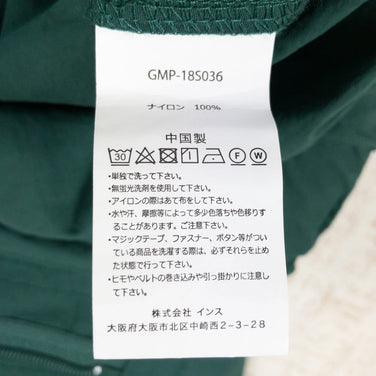 GMP-18S036
ナイロン 100%
中国製
30 F W
・単独で洗って下さい。
・無蛍光洗剤を使用して下さい。
・アイロンの際はあて布をして下さい。
・水や汗、摩擦等によって多少色落ちや色移りす
ることがあります。ご注意下さい。
・マジックテープ、ファスナー、ボタン等がつい
ている商品を洗濯する際は、必ずそれらを止め
た状態で行って下さい。
・ヒモやベルトの巻き込みや引っ掛かりに注意し
て下さい。
株式会社 インス
大阪府大阪市北区中崎西2-3-28